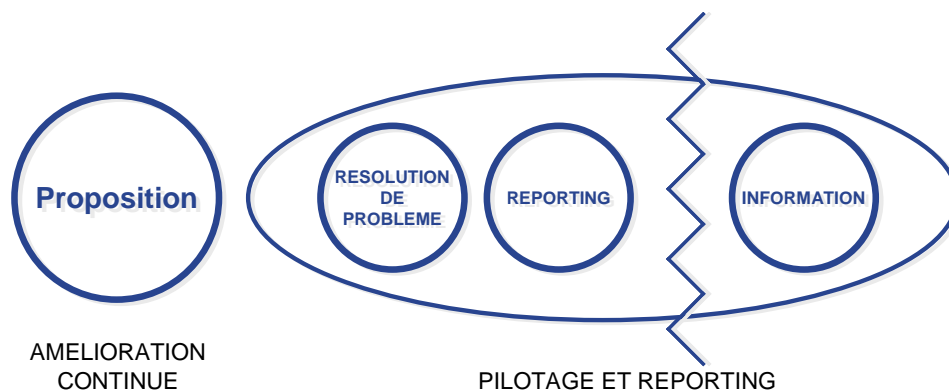 Proposition
RESOLUTION
DE
PROBLEME
REPORTING
INFORMATION
AMELIORATION
CONTINUE
PILOTAGE ET REPORTING